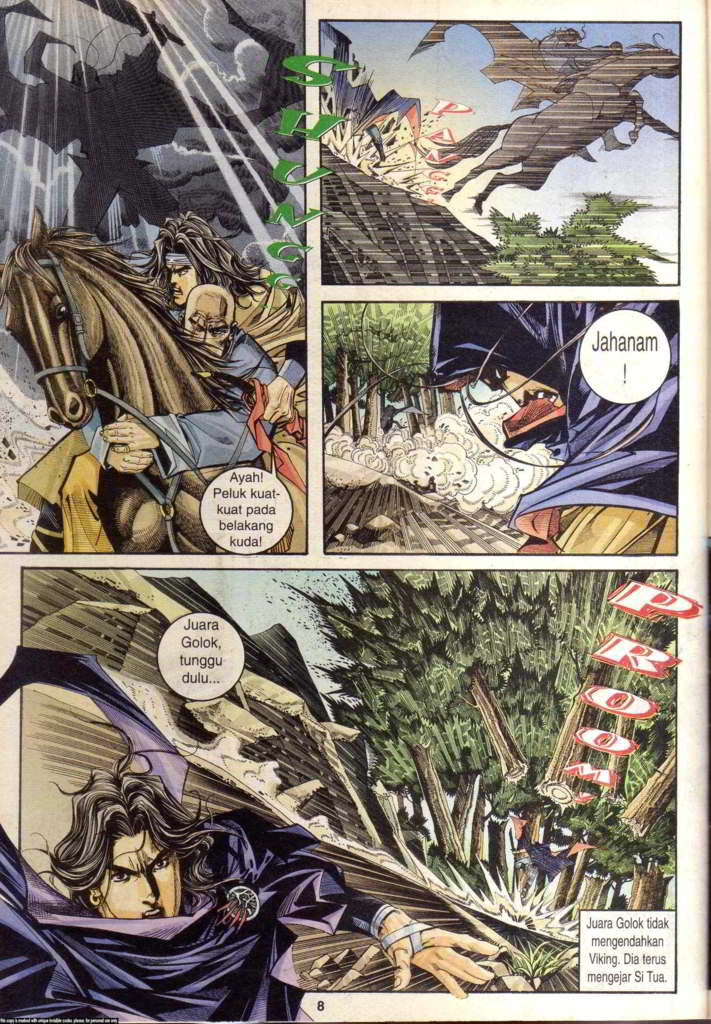 SHUNG
Ayah!
Peluk kuat-
kuat pada
belakang
kuda!
Jahanam
!
Juara
Golok,
tunggu
dulu...
PROOM
Juara Golok tidak
mengendahkan
Viking. Dia terus
mengejar Si Tua.
8